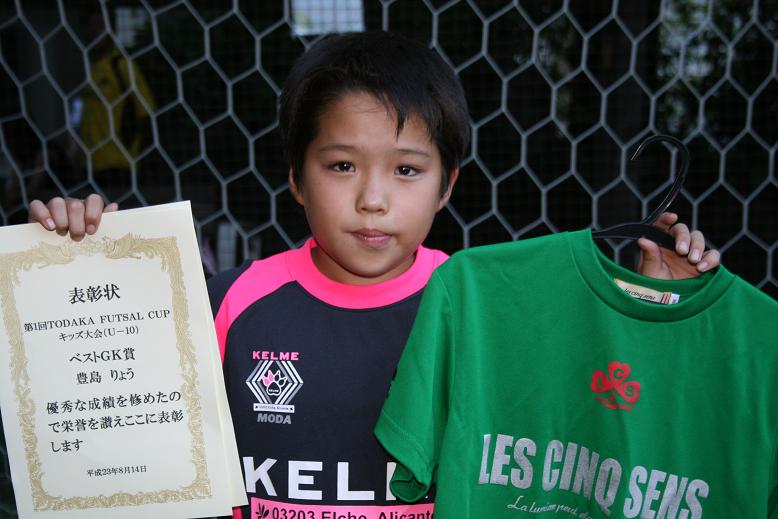 表彰状
第1回TODAKA FUTSAL CUP
キッズ大会(U-10)
ベストGK賞
豊島 りょう
優秀な成績を修めたの
で栄誉を讃えここに表彰
します
平成23年8月14日
KELME
MODA
KELME
03203 Elche, Alicante
les cinq sens
LES CINQ SENS